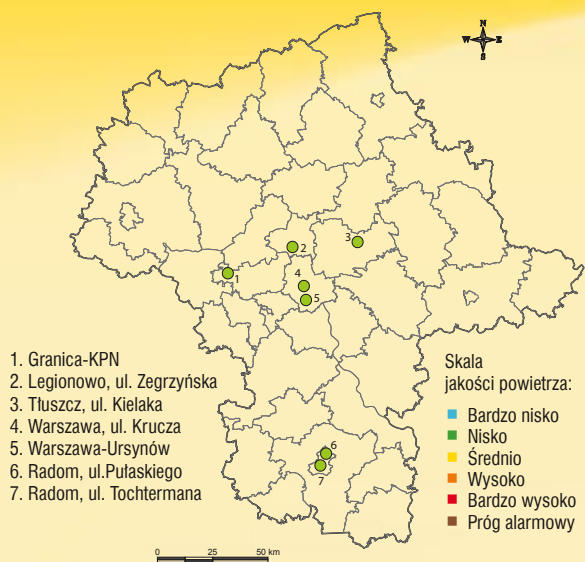 N
W E
S
2
3
1
4
5
1. Granica-KPN
2. Legionowo, ul. Zegrzyńska
3. Tłuszcz, ul. Kielaka
4. Warszawa, ul. Krucza
5. Warszawa-Ursynów
6. Radom, ul.Pułaskiego
7. Radom, ul. Tochtermana
Skala
jakości powietrza:
Bardzo nisko
Nisko
Średnio
Wysoko
Bardzo wysoko
Próg alarmowy
6
7
0 25 50 km